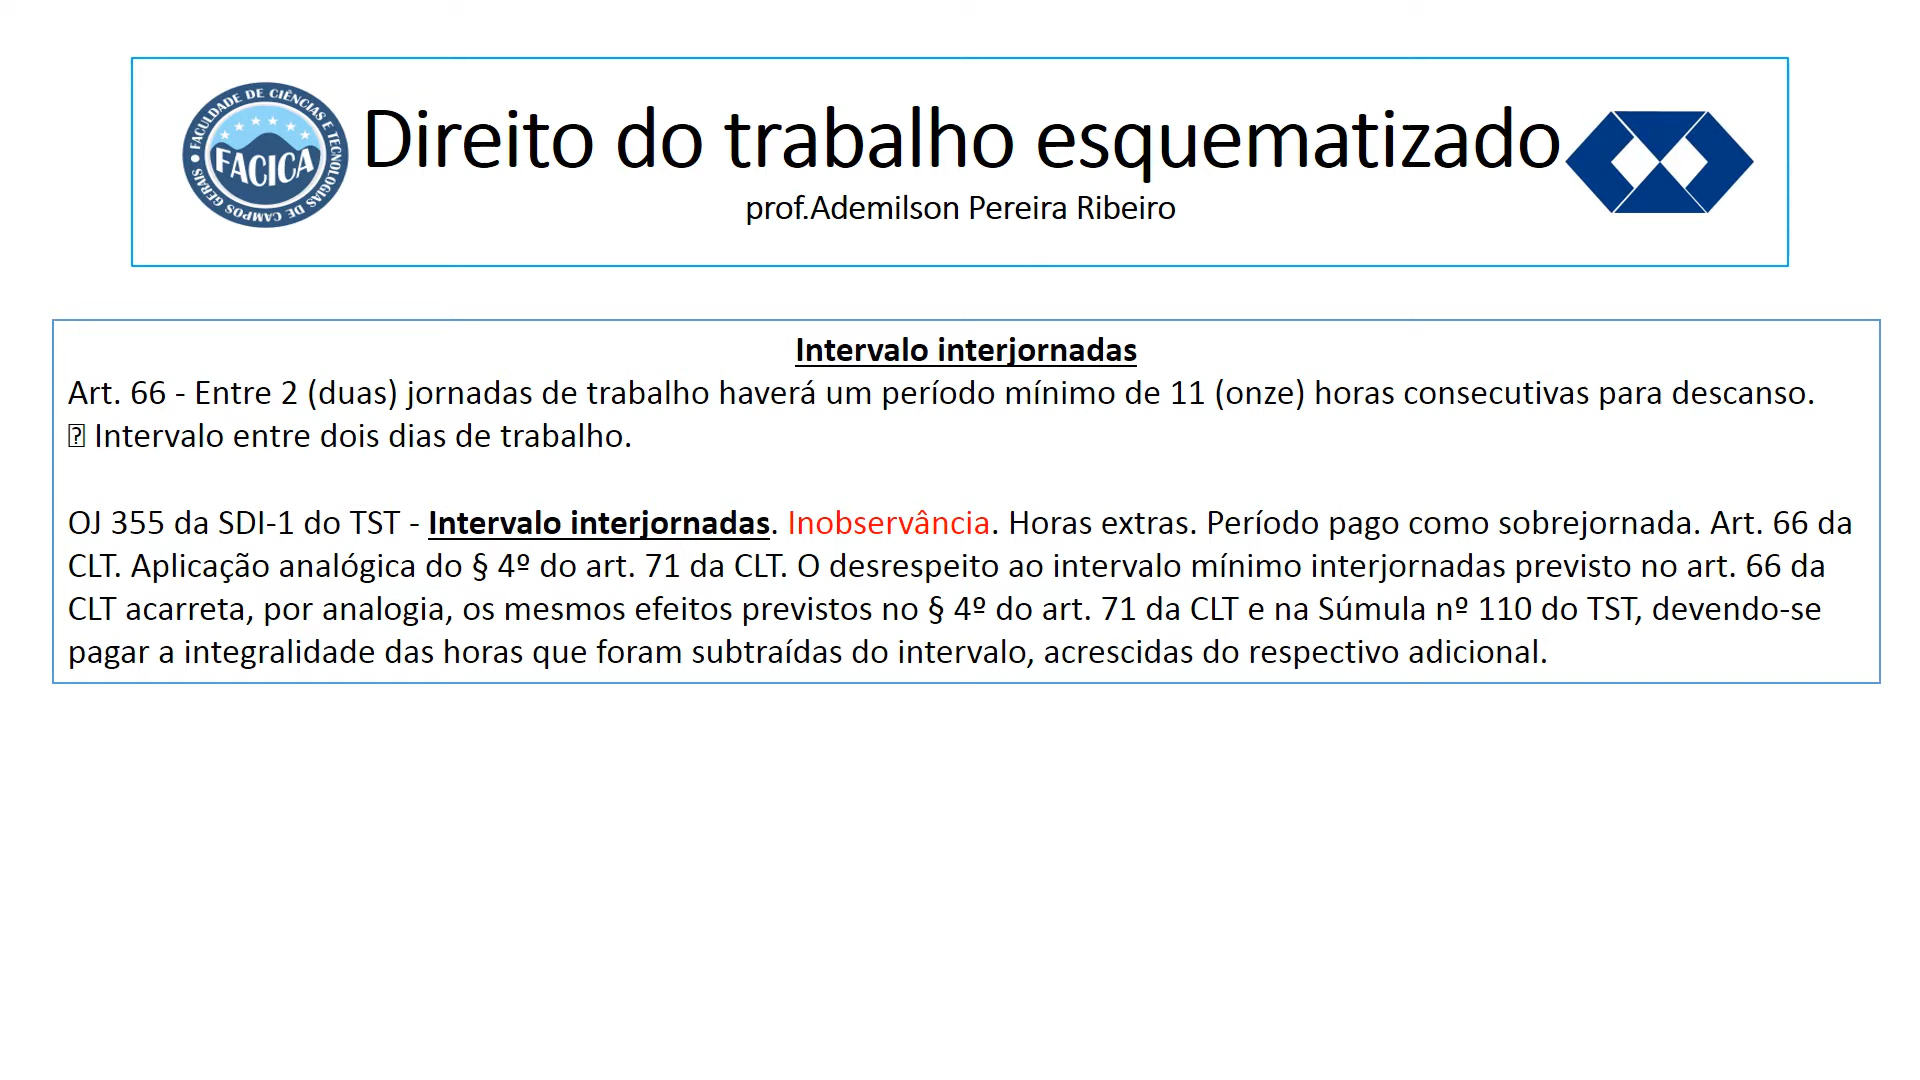 FACULDADE DE CIÊNCIAS E TECNOLOGIAS DE CAMPOS GERAIS
FACICA
Direito do trabalho esquematizado
prof.Ademilson Pereira Ribeiro
Intervalo interjornadas
Art. 66 - Entre 2 (duas) jornadas de trabalho haverá um período mínimo de 11 (onze) horas consecutivas para descanso.
Intervalo entre dois dias de trabalho.
OJ 355 da SDI-1 do TST - Intervalo interjornadas. Inobservância. Horas extras. Período pago como sobrejornada. Art. 66 da
CLT. Aplicação analógica do § 4º do art. 71 da CLT. O desrespeito ao intervalo mínimo interjornadas previsto no art. 66 da
CLT acarreta, por analogia, os mesmos efeitos previstos no § 4º do art. 71 da CLT e na Súmula nº 110 do TST, devendo-se
pagar a integralidade das horas que foram subtraídas do intervalo, acrescidas do respectivo adicional.